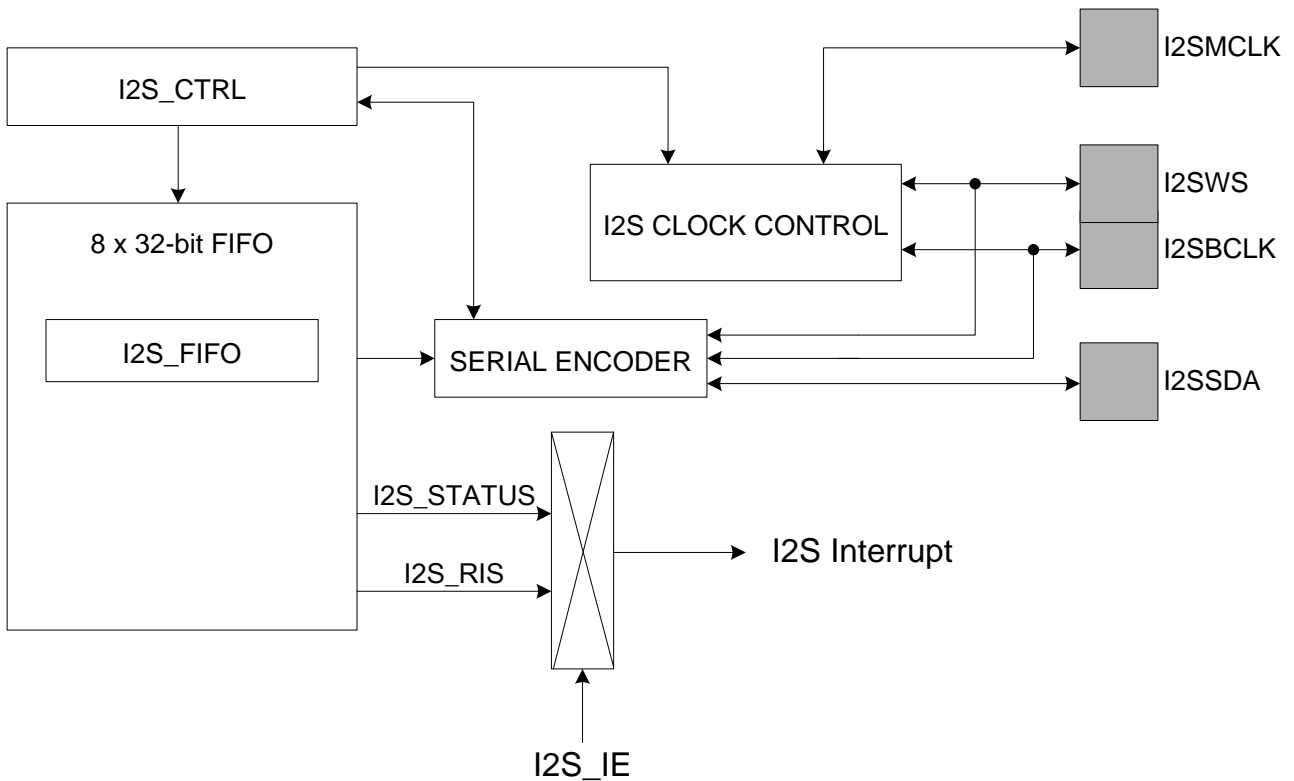 I2SMCLK
I2S_CTRL
I2SWS
I2S CLOCK CONTROL
8 x 32-bit FIFO
I2SBCLK
I2S_FIFO
SERIAL ENCODER
I2SSDA
I2S_STATUS
I2S Interrupt
I2S_RIS
I2S_IE